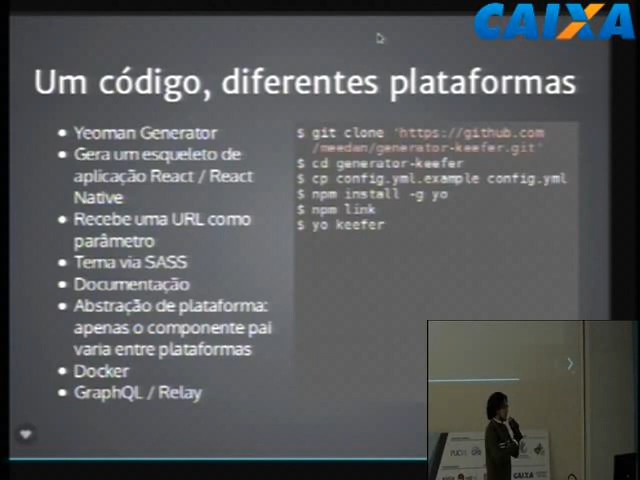 CAIXA
Um código, diferentes plataformas
Yeoman Generator
Gera um esqueleto de
aplicação React / React
Native
Recebe uma URL como
parâmetro
Tema via SASS
Documentação
Abstração de plataforma:
apenas o componente pai
varia entre plataformas
Docker
GraphQL / Relay
$ git clone 'https://github.com
/meedan/generator-keefer.git'
$ cd generator-keefer
$ cp config.yml.example config.yml
$ npm install -g yo
$ npm link
$ yo keefer
CAIXA